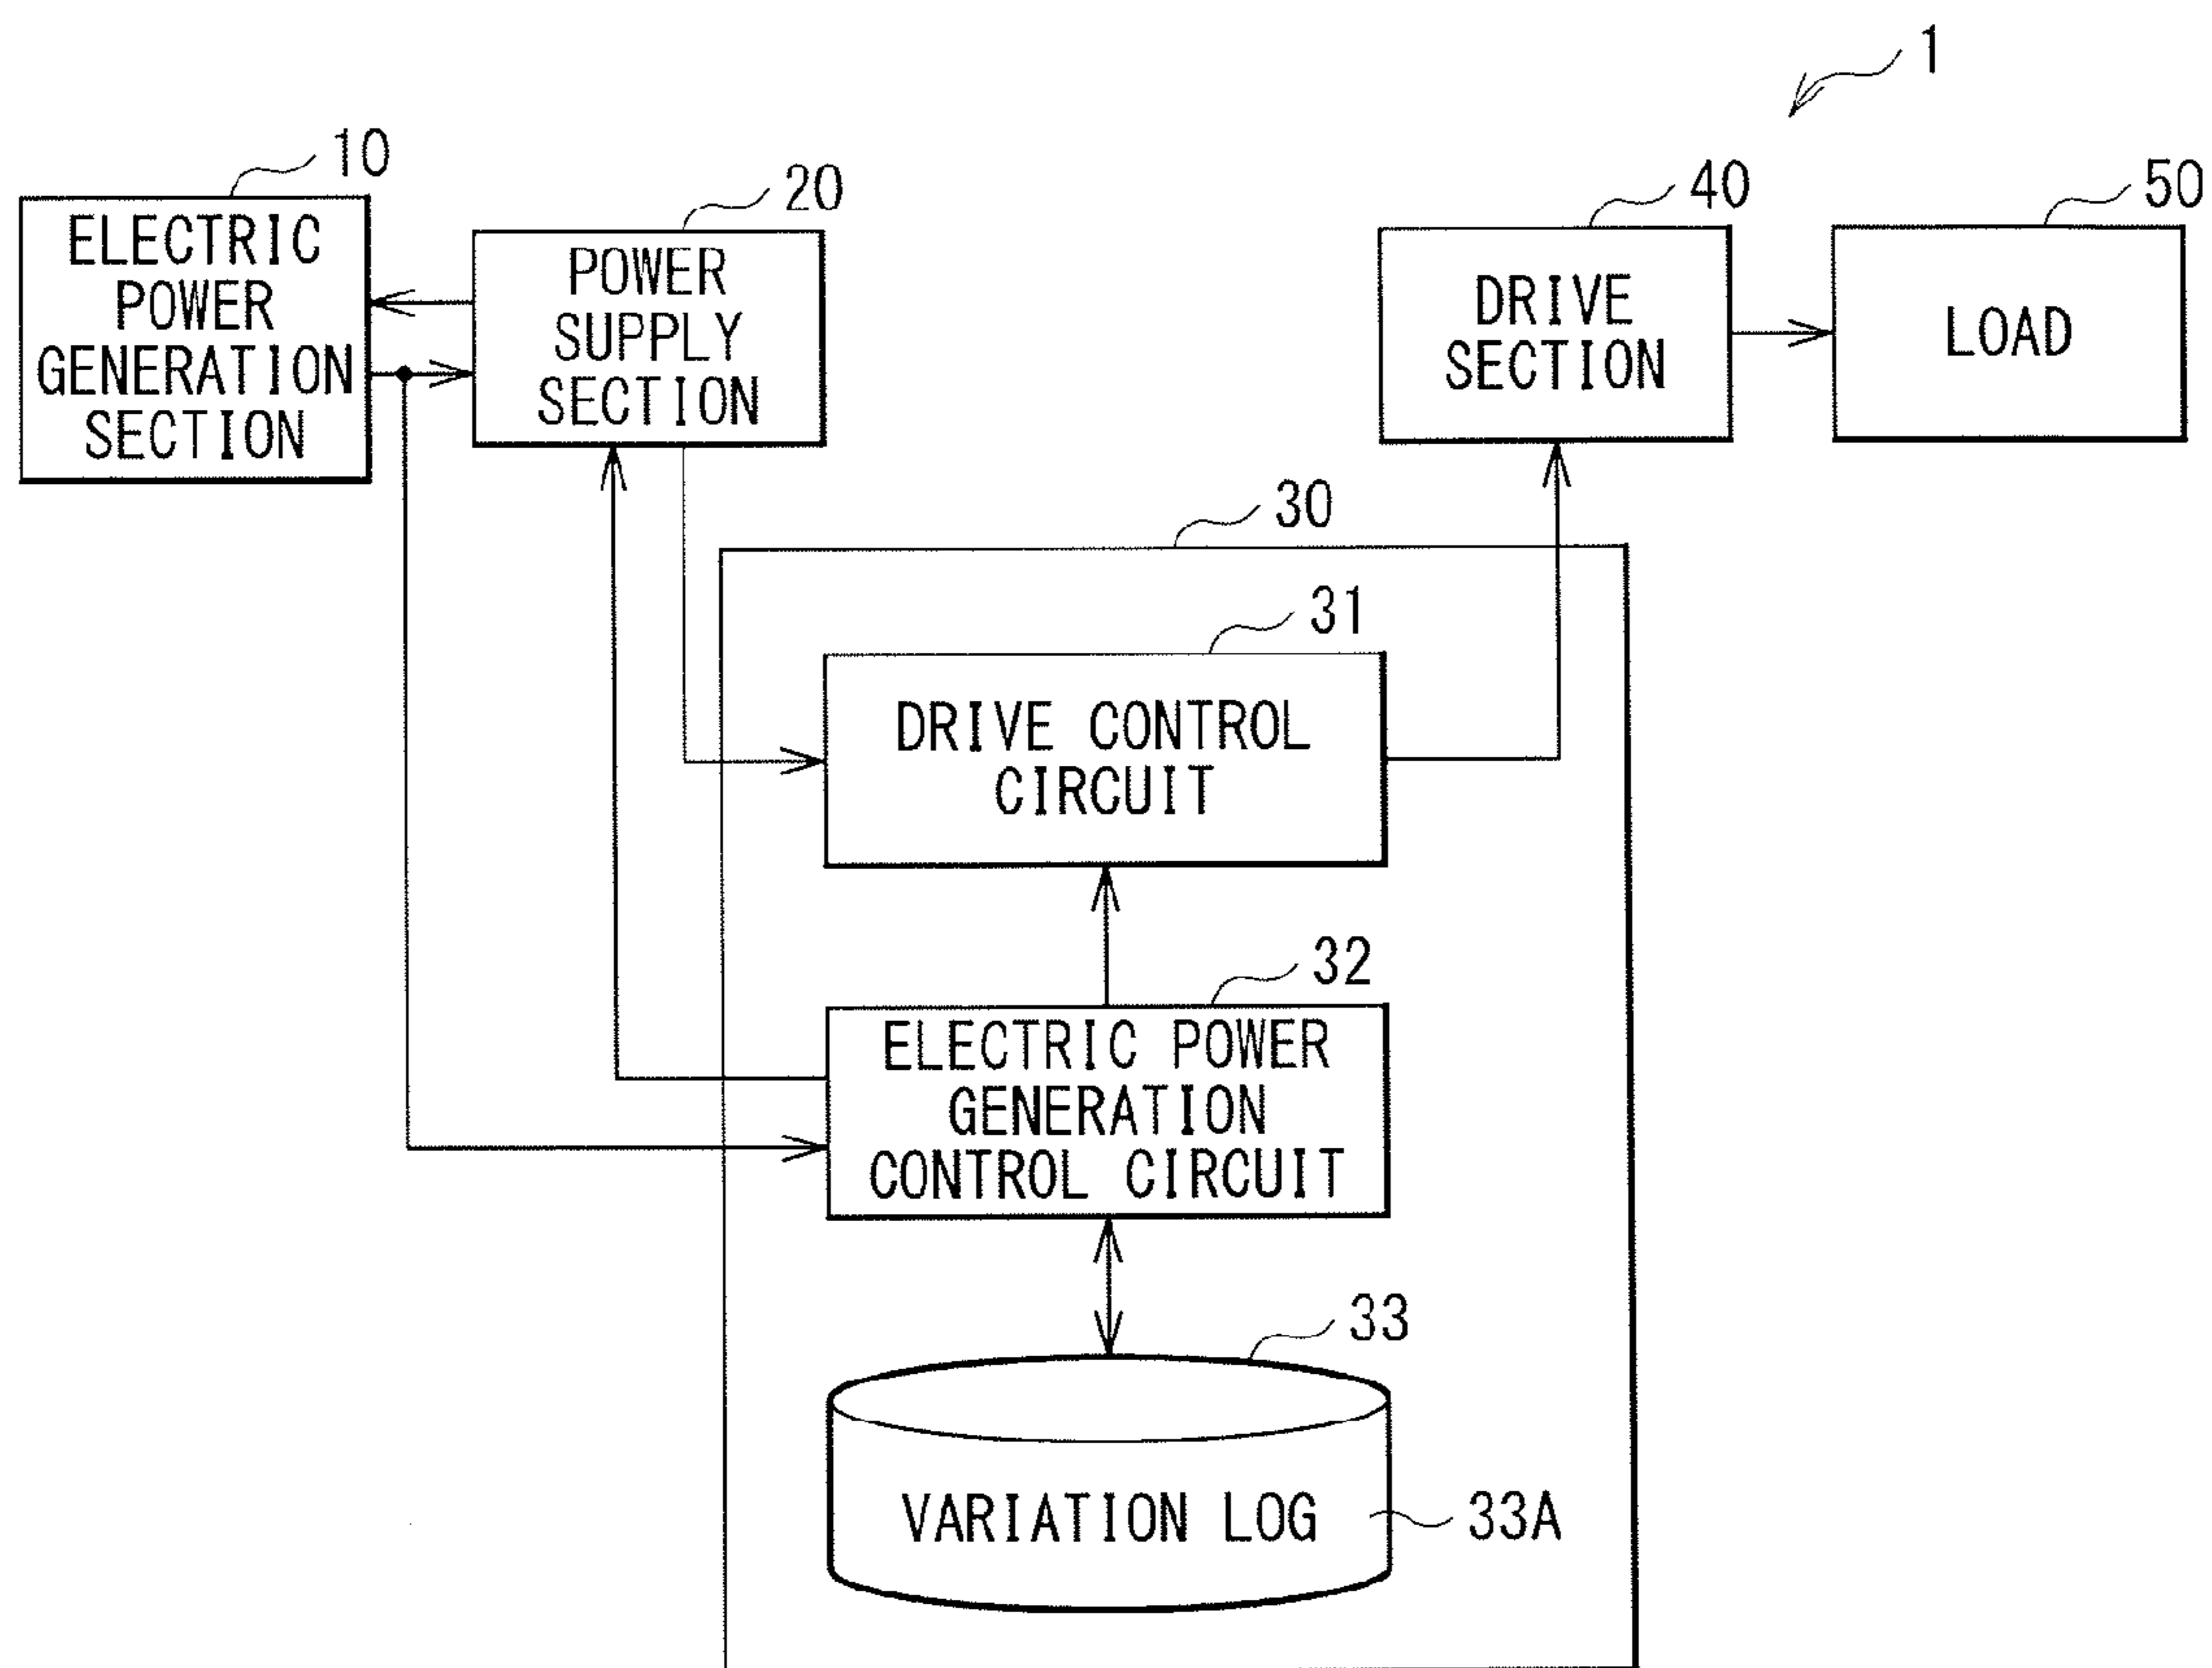 1
10
ELECTRIC
POWER
GENERATION
SECTION
20
POWER
SUPPLY
SECTION
40
DRIVE
SECTION
50
LOAD
30
31
DRIVE CONTROL
CIRCUIT
32
ELECTRIC POWER
GENERATION
CONTROL CIRCUIT
33
VARIATION LOG
33A